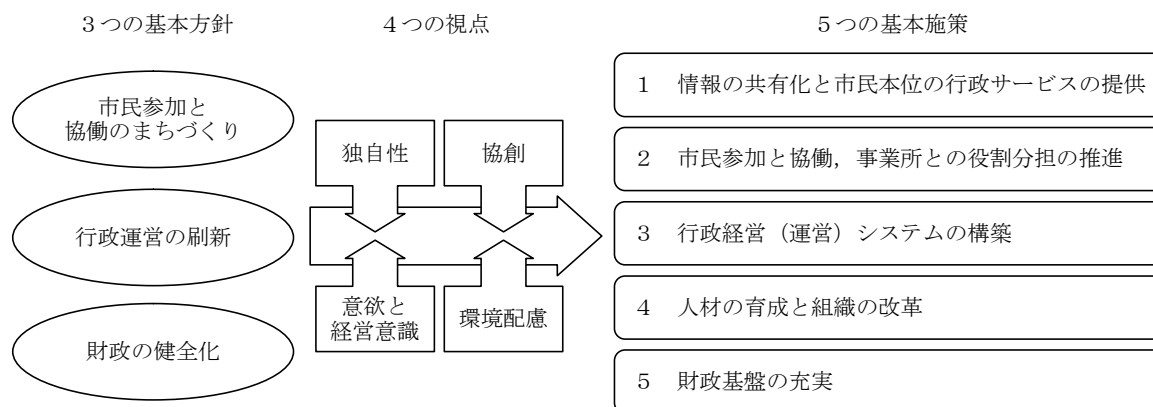 ３つの基本方針
４つの視点
５つの基本施策
市民参加と
協働のまちづくり
行政運営の刷新
財政の健全化
独自性
協創
意欲と
経営意識
環境配慮
１　情報の共有化と市民本位の行政サービスの提供
２　市民参加と協働，事業所との役割分担の推進
３　行政経営（運営）システムの構築
４　人材の育成と組織の改革
５　財政基盤の充実